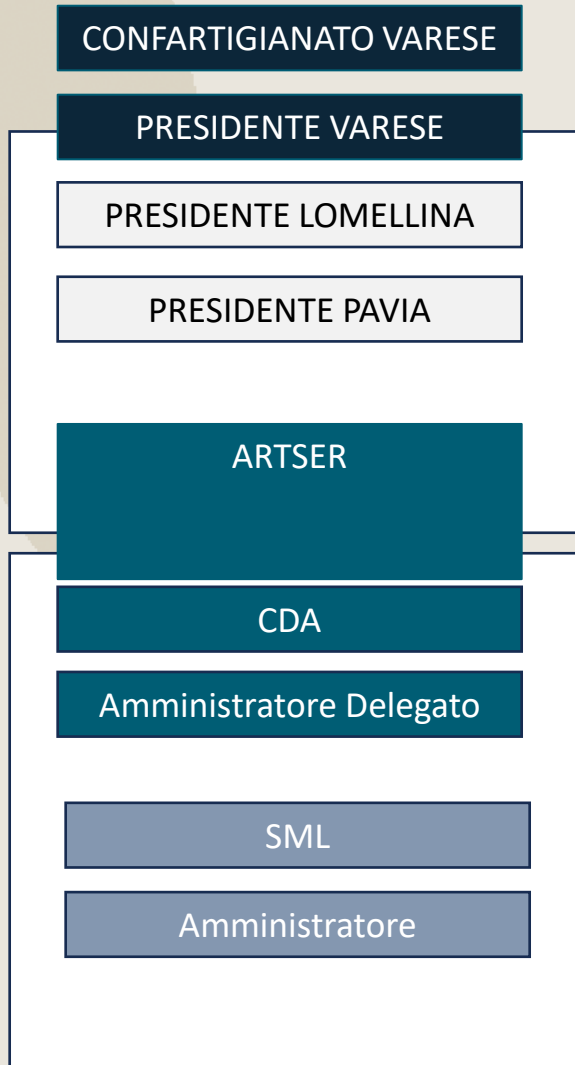 CONFARTIGIANATO VARESE
PRESIDENTE VARESE
PRESIDENTE LOMELLINA
PRESIDENTE PAVIA
ARTSER
CDA
Amministratore Delegato
SML
Amministratore